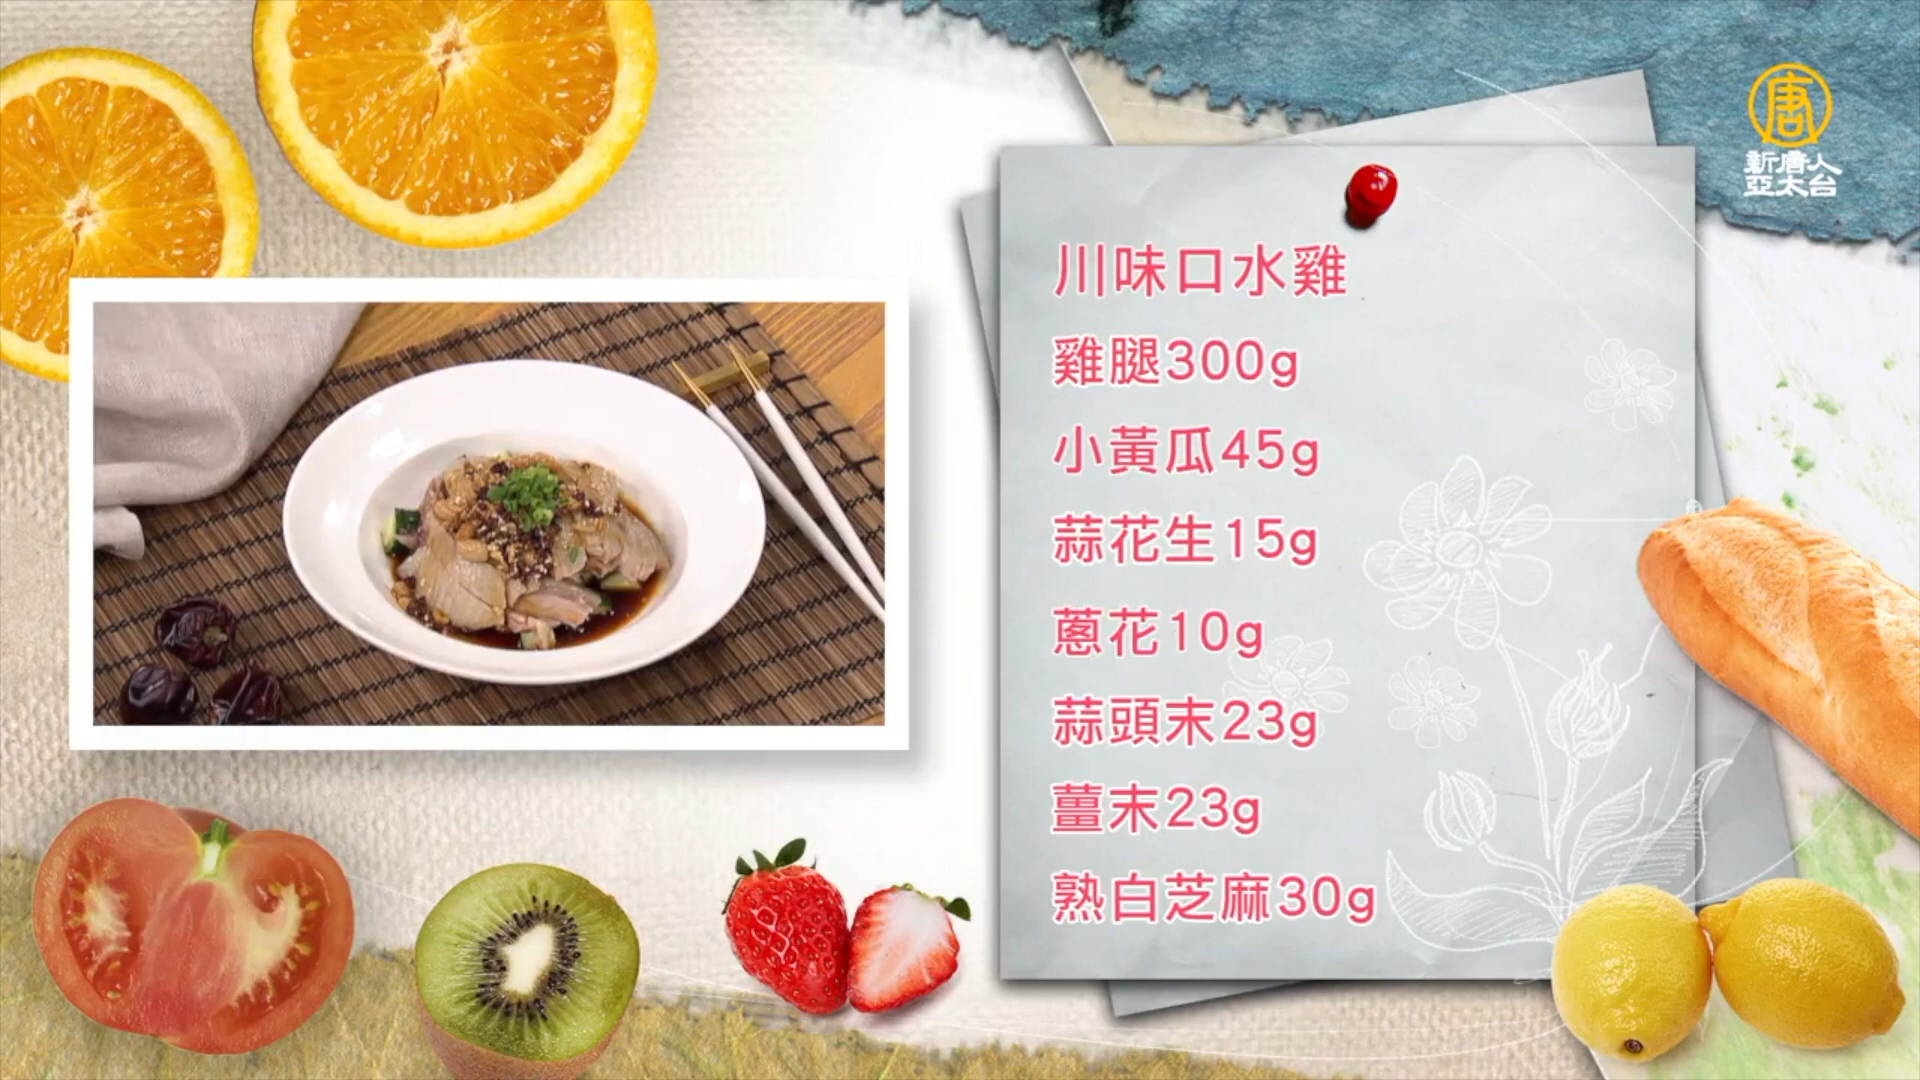 唐
新唐人
亞太台
川味口水雞
雞腿300g
小黃瓜45g
蒜花生15g
蔥花10g
蒜頭末23g
薑末23g
熟白芝麻30g